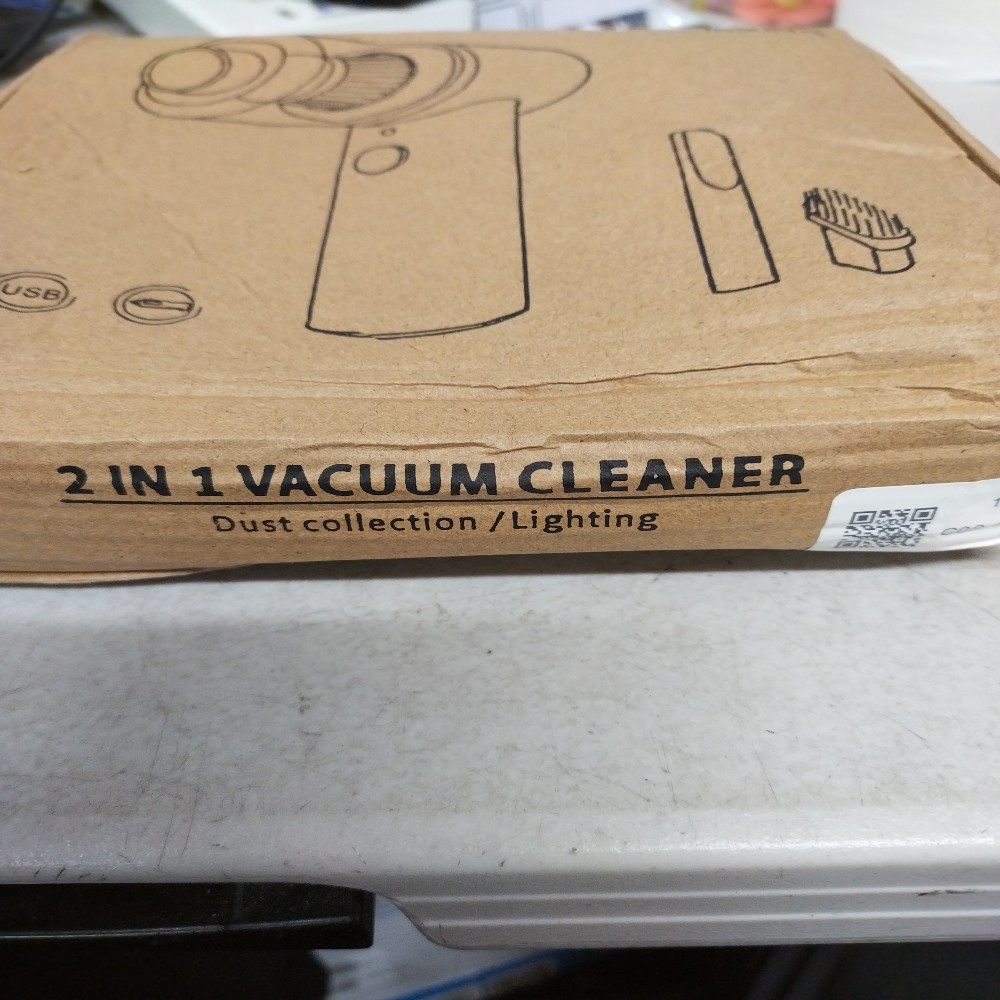 USB
2 IN 1 VACUUM CLEANER
Dust collection /Lighting